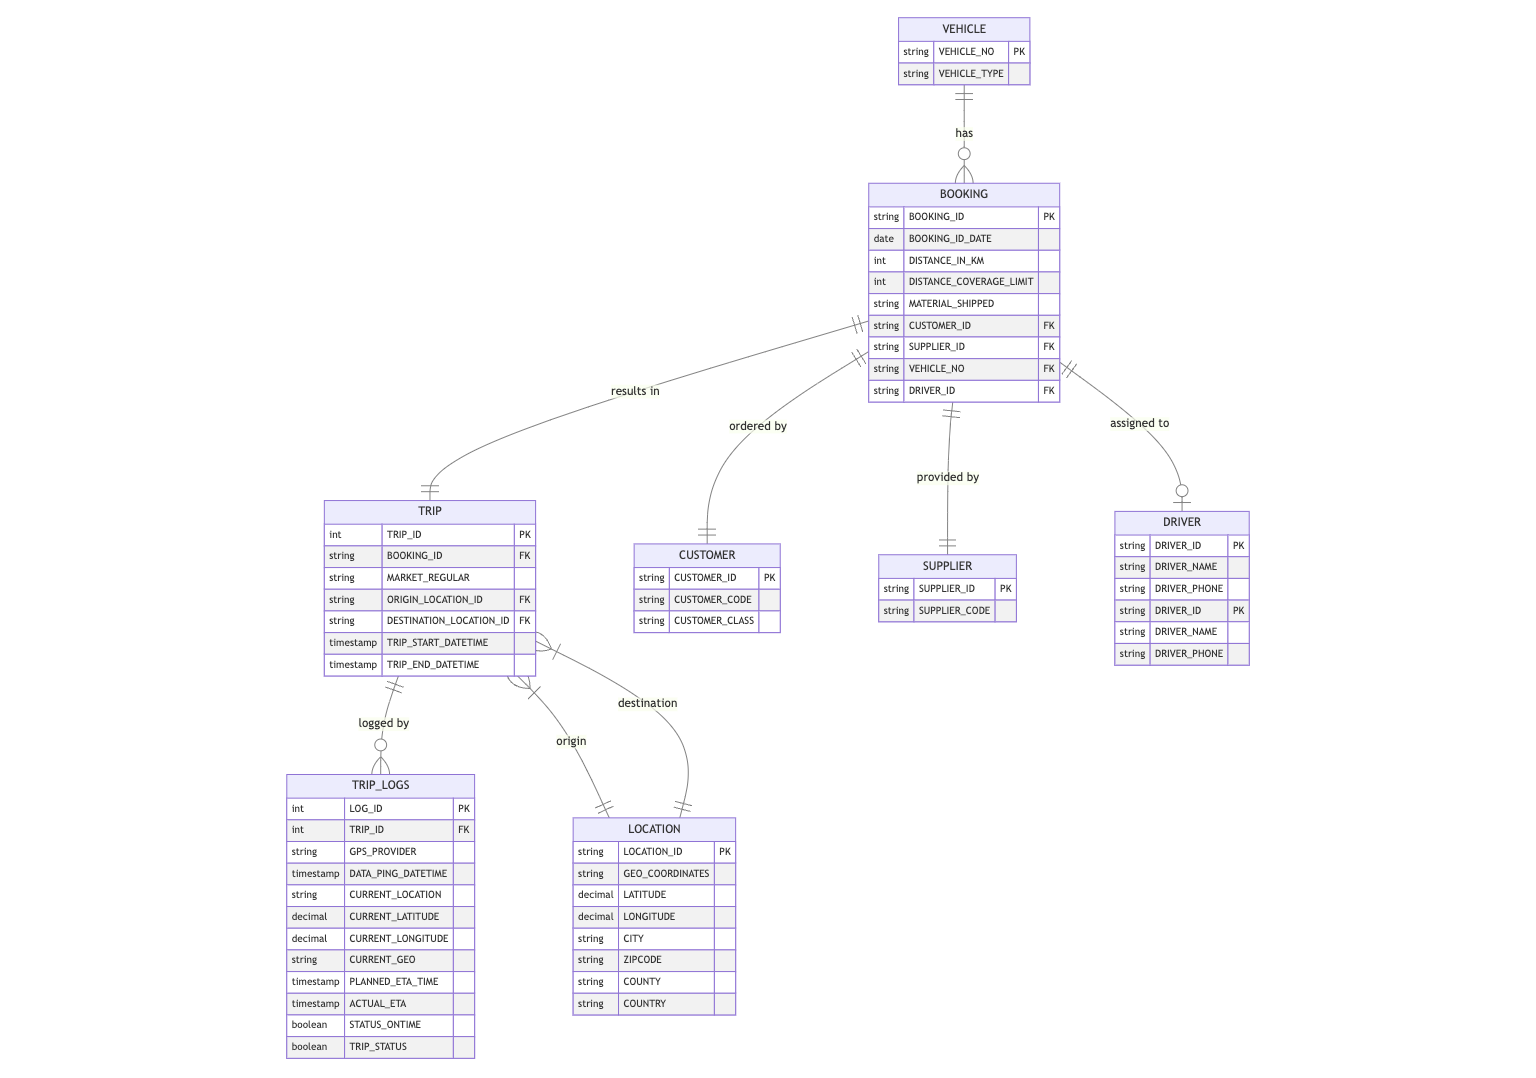 VEHICLE
string VEHICLE_NO PK
string VEHICLE_TYPE
has
BOOKING
string BOOKING_ID PK
date BOOKING_ID_DATE
int DISTANCE_IN_KM
int DISTANCE_COVERAGE_LIMIT
string MATERIAL_SHIPPED
string CUSTOMER_ID FK
string SUPPLIER_ID FK
string VEHICLE_NO FK
string DRIVER_ID FK
results in
ordered by
provided by
assigned to
TRIP
int TRIP_ID PK
string BOOKING_ID FK
string MARKET_REGULAR
string ORIGIN_LOCATION_ID FK
string DESTINATION_LOCATION_ID FK
timestamp TRIP_START_DATETIME
timestamp TRIP_END_DATETIME
CUSTOMER
string CUSTOMER_ID PK
string CUSTOMER_CODE
string CUSTOMER_CLASS
SUPPLIER
string SUPPLIER_ID PK
string SUPPLIER_CODE
DRIVER
string DRIVER_ID PK
string DRIVER_NAME
string DRIVER_PHONE
string DRIVER_ID PK
string DRIVER_NAME
string DRIVER_PHONE
logged by
origin
destination
TRIP_LOGS
int LOG_ID PK
int TRIP_ID FK
string GPS_PROVIDER
timestamp DATA_PING_DATETIME
string CURRENT_LOCATION
decimal CURRENT_LATITUDE
decimal CURRENT_LONGITUDE
string CURRENT_GEO
timestamp PLANNED_ETA_TIME
timestamp ACTUAL_ETA
boolean STATUS_ONTIME
boolean TRIP_STATUS
LOCATION
string LOCATION_ID PK
string GEO_COORDINATES
decimal LATITUDE
decimal LONGITUDE
string CITY
string ZIPCODE
string COUNTY
string COUNTRY